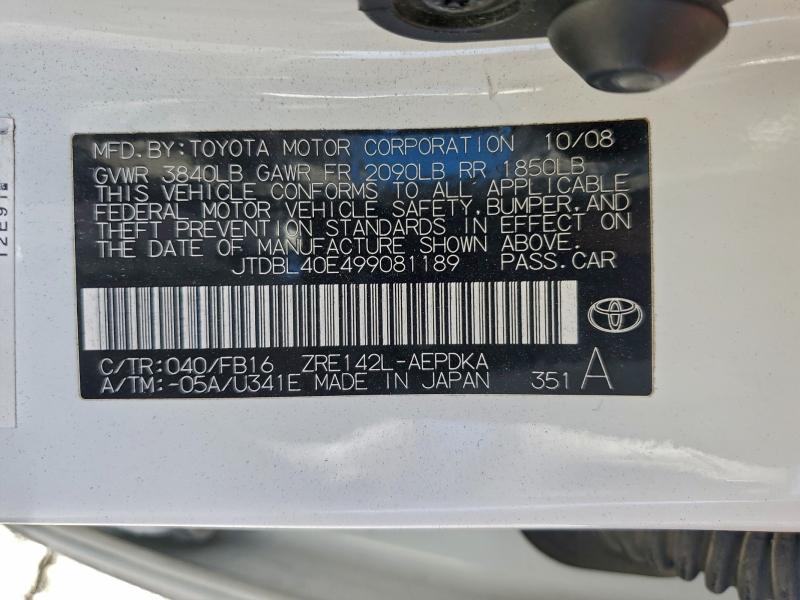 MFD. BY: TOYOTA MOTOR CORPORATION 10/08
GVWR 3840LB GAWR FR 2090LB RR 1850LB
THIS VEHICLE CONFORMS TO ALL APPLICABLE
FEDERAL MOTOR VEHICLE SAFETY, BUMPER, AND
THEFT PREVENTION STANDARDS IN EFFECT ON
THE DATE OF MANUFACTURE SHOWN ABOVE.
JTDBL40E499081189 PASS. CAR
C/TR: 040/FB16 ZRE142L-AEPDKA
A/TM: -05A/U341E MADE IN JAPAN 351 A